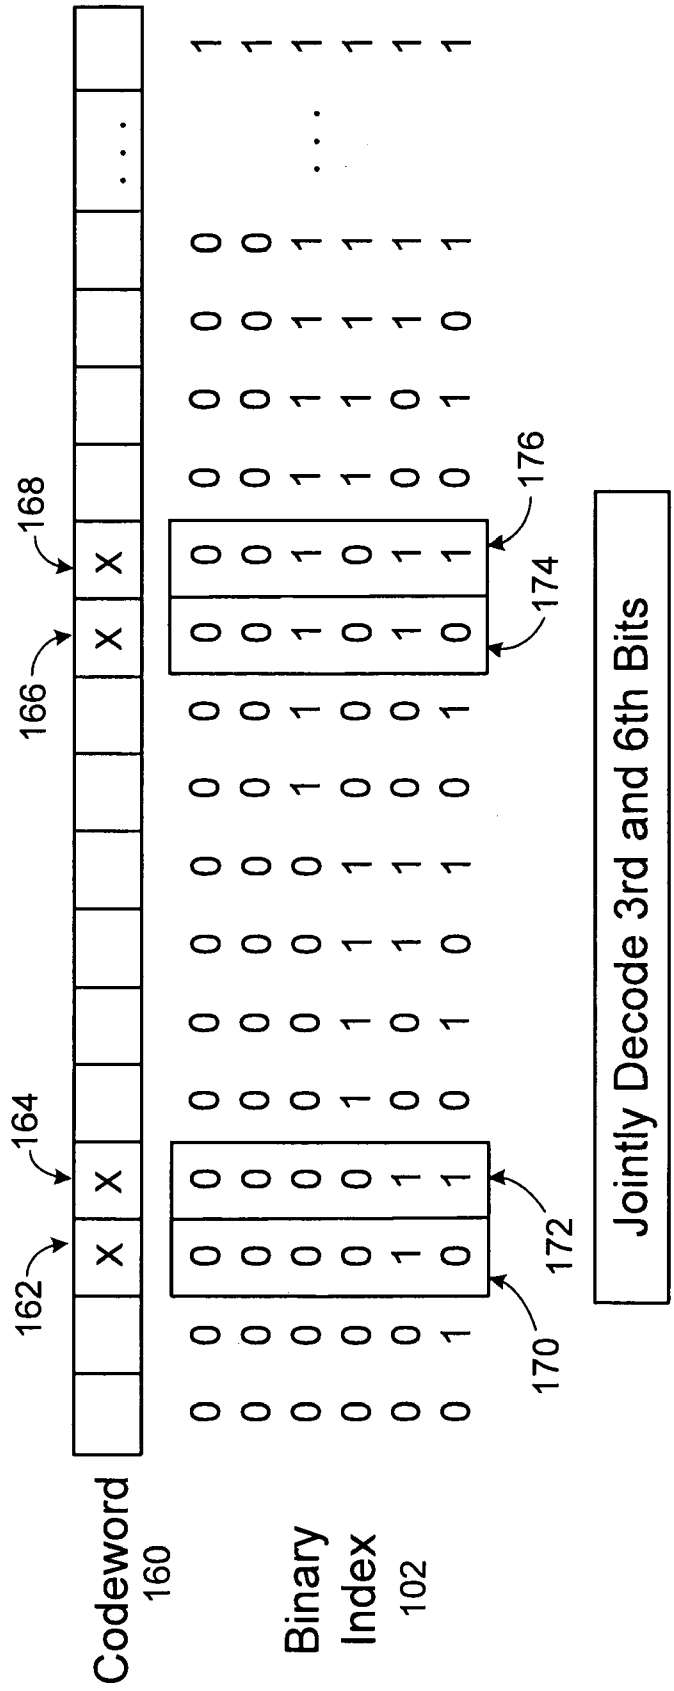 162 164 166 168
Codeword X X X X . . .
160
0 0 0 0 0 0 0 0 0 0 0 0 0 0 0 0 1
0 0 0 0 0 0 0 0 0 0 0 0 0 0 0 0 1
Binary 0 0 0 0 0 0 0 0 1 1 1 1 1 1 1 1 . . . 1
Index 0 0 0 0 1 1 1 1 0 0 0 0 1 1 1 1 1
102 0 0 1 1 0 0 1 1 0 0 1 1 0 0 1 1 1
0 1 0 1 0 1 0 1 0 1 0 1 0 1 0 1 1
170 172 174 176
Jointly Decode 3rd and 6th Bits